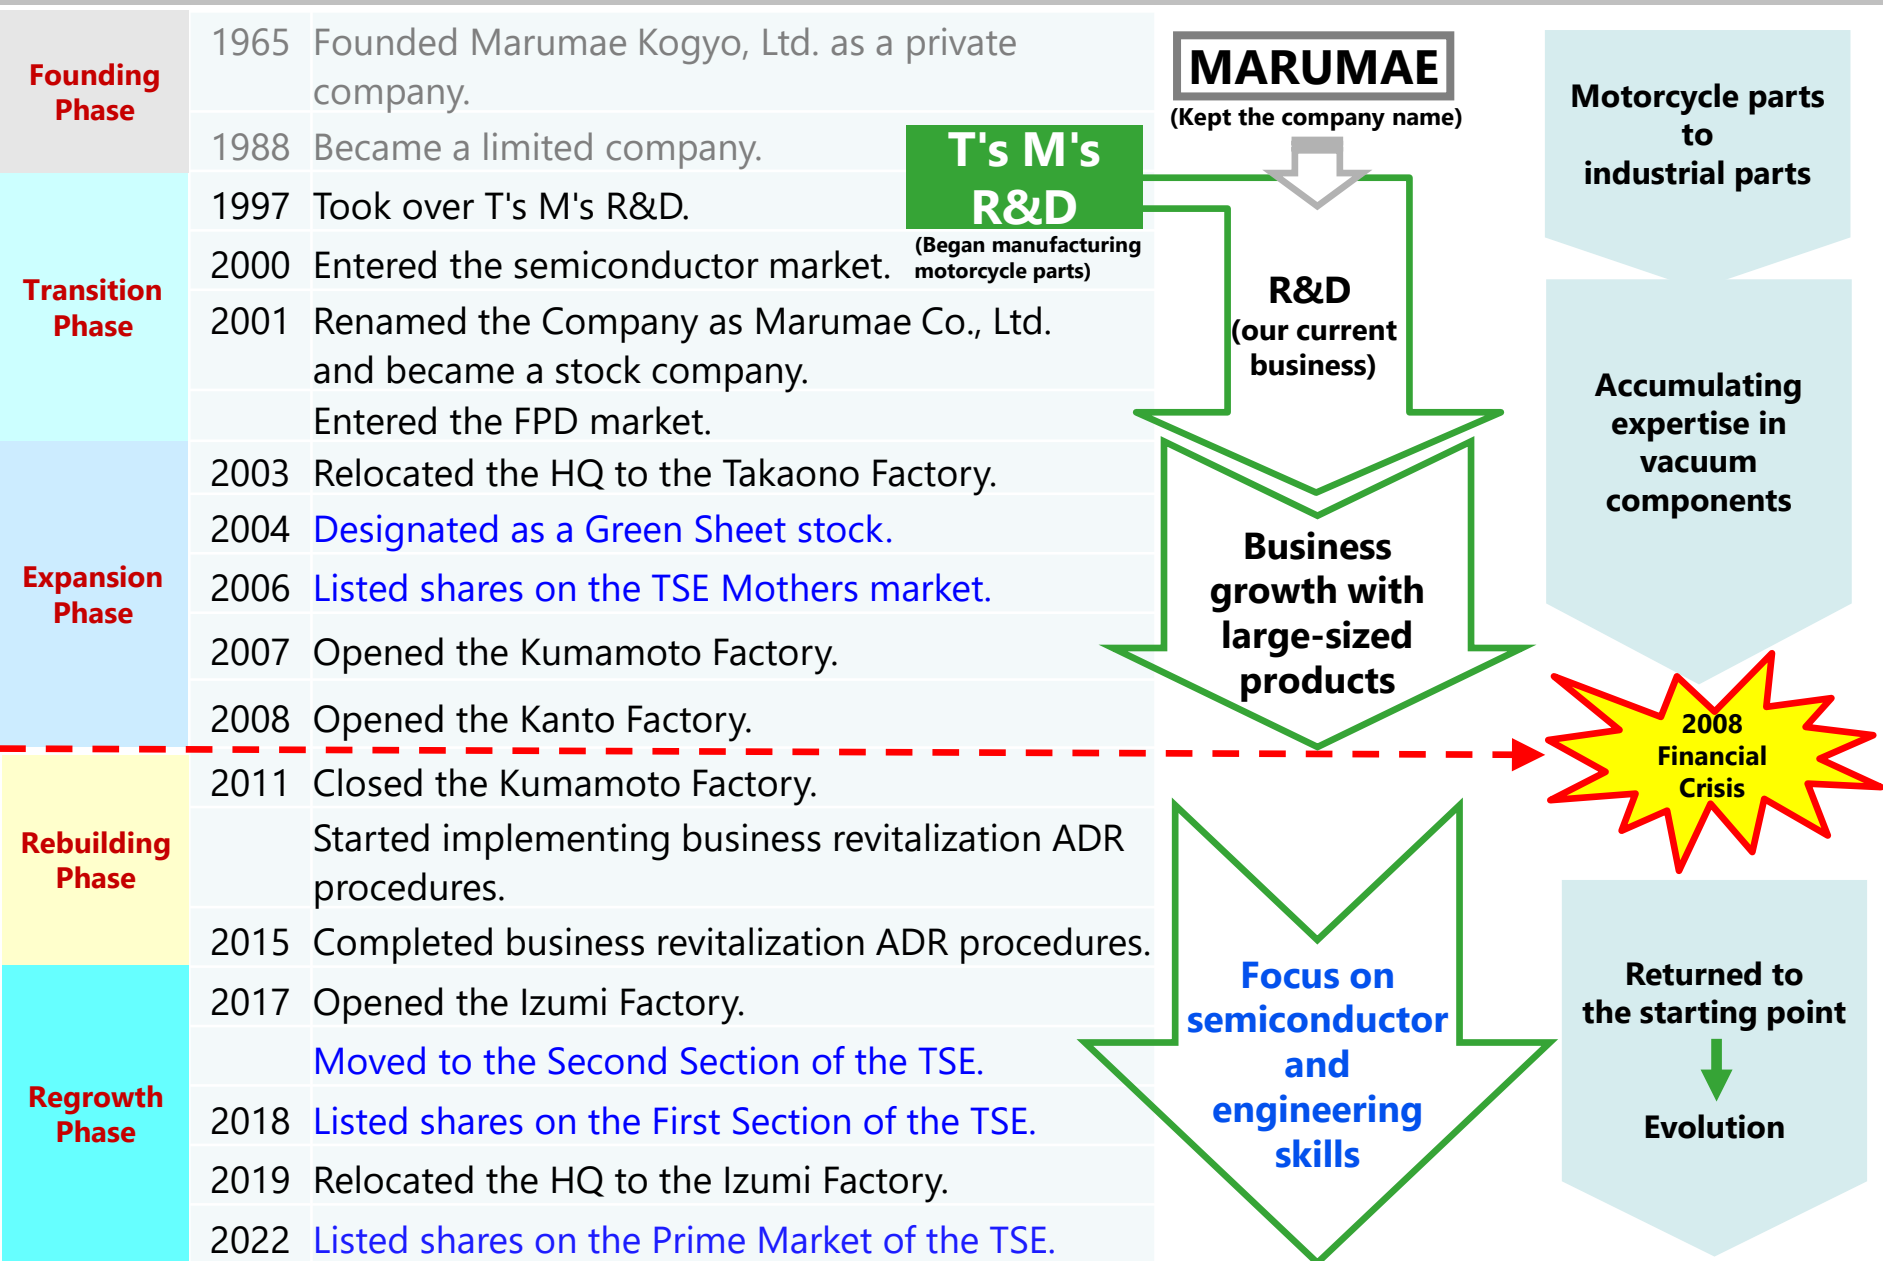 Founding
Phase
1965 Founded Marumae Kogyo, Ltd. as a private
company.
1988 Became a limited company.
Transition
Phase
1997 Took over T's M's R&D.
2000 Entered the semiconductor market.
2001 Renamed the Company as Marumae Co., Ltd.
and became a stock company.
Entered the FPD market.
Expansion
Phase
2003 Relocated the HQ to the Takaono Factory.
2004 Designated as a Green Sheet stock.
2006 Listed shares on the TSE Mothers market.
2007 Opened the Kumamoto Factory.
2008 Opened the Kanto Factory.
Rebuilding
Phase
2011 Closed the Kumamoto Factory.
Started implementing business revitalization ADR
procedures.
2015 Completed business revitalization ADR procedures.
Regrowth
Phase
2017 Opened the Izumi Factory.
Moved to the Second Section of the TSE.
2018 Listed shares on the First Section of the TSE.
2019 Relocated the HQ to the Izumi Factory.
2022 Listed shares on the Prime Market of the TSE.
MARUMAE
(Kept the company name)
T's M's
R&D
(Began manufacturing
motorcycle parts)
R&D
(our current
business)
Business
growth with
large-sized
products
Focus on
semiconductor
and
engineering
skills
Motorcycle parts
to
industrial parts
Accumulating
expertise in
vacuum
components
2008
Financial
Crisis
Returned to
the starting point
Evolution